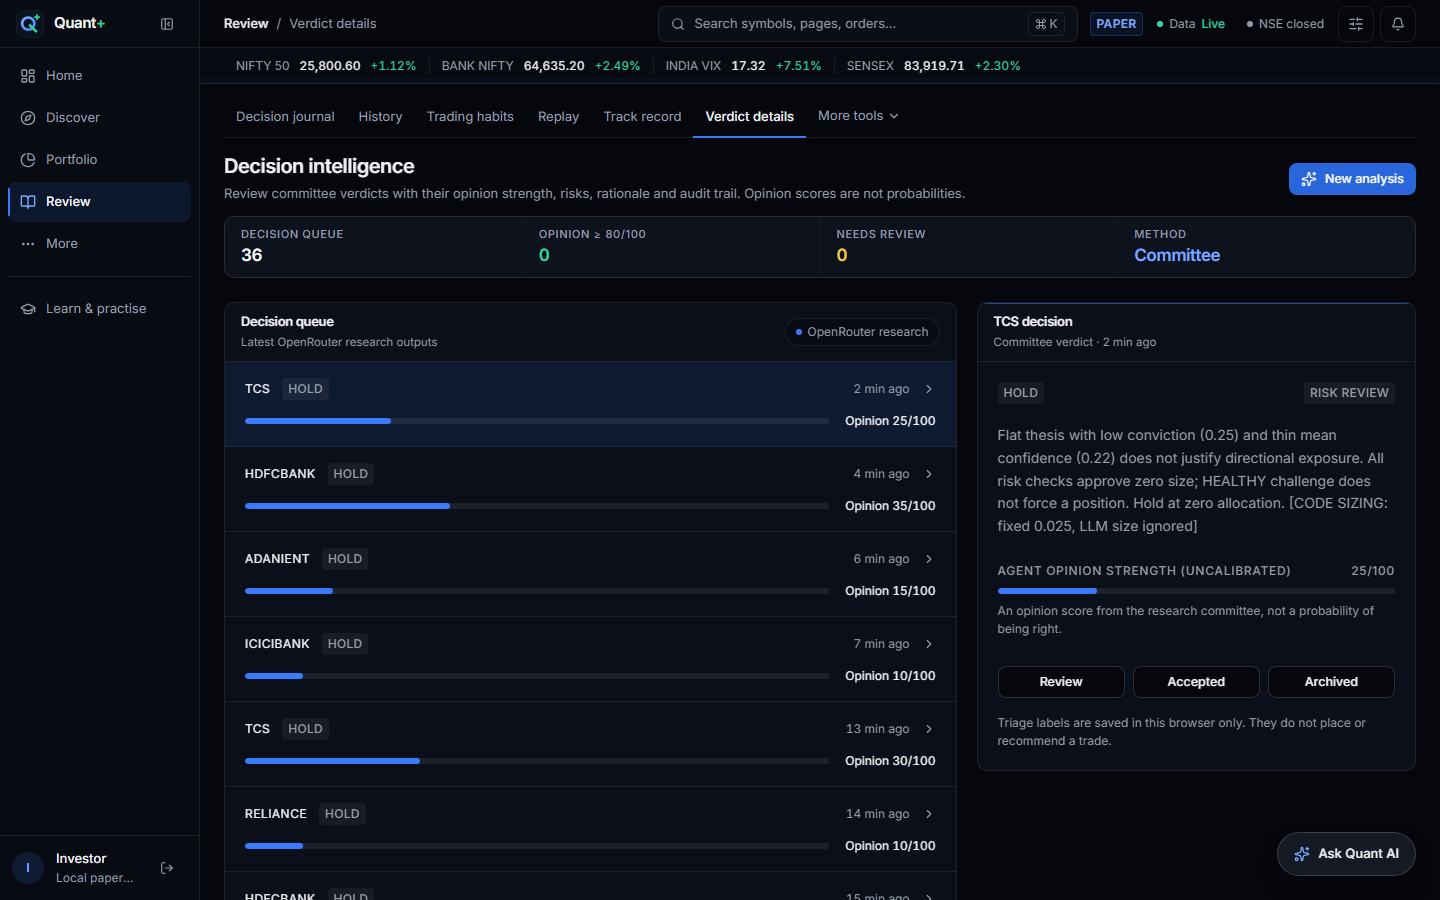 Quant+
Review / Verdict details
Search symbols, pages, orders...
⌘ K
PAPER
Data Live
NSE closed
NIFTY 50 25,800.60 +1.12%
BANK NIFTY 64,635.20 +2.49%
INDIA VIX 17.32 +7.51%
SENSEX 83,919.71 +2.30%
Home
Discover
Portfolio
Review
More
Learn & practise
I
Investor
Local paper...
Decision journal
History
Trading habits
Replay
Track record
Verdict details
More tools
Decision intelligence
Review committee verdicts with their opinion strength, risks, rationale and audit trail. Opinion scores are not probabilities.
New analysis
DECISION QUEUE
36
OPINION ≥ 80/100
0
NEEDS REVIEW
0
METHOD
Committee
Decision queue
Latest OpenRouter research outputs
OpenRouter research
TCS HOLD 2 min ago
Opinion 25/100
HDFCBANK HOLD 4 min ago
Opinion 35/100
ADANIENT HOLD 6 min ago
Opinion 15/100
ICICIBANK HOLD 7 min ago
Opinion 10/100
TCS HOLD 13 min ago
Opinion 30/100
RELIANCE HOLD 14 min ago
Opinion 10/100
HDFCBANK HOLD 15 min ago
TCS decision
Committee verdict · 2 min ago
HOLD
RISK REVIEW
Flat thesis with low conviction (0.25) and thin mean
confidence (0.22) does not justify directional exposure. All
risk checks approve zero size; HEALTHY challenge does
not force a position. Hold at zero allocation. [CODE SIZING:
fixed 0.025, LLM size ignored]
AGENT OPINION STRENGTH (UNCALIBRATED) 25/100
An opinion score from the research committee, not a probability of
being right.
Review
Accepted
Archived
Triage labels are saved in this browser only. They do not place or
recommend a trade.
Ask Quant AI